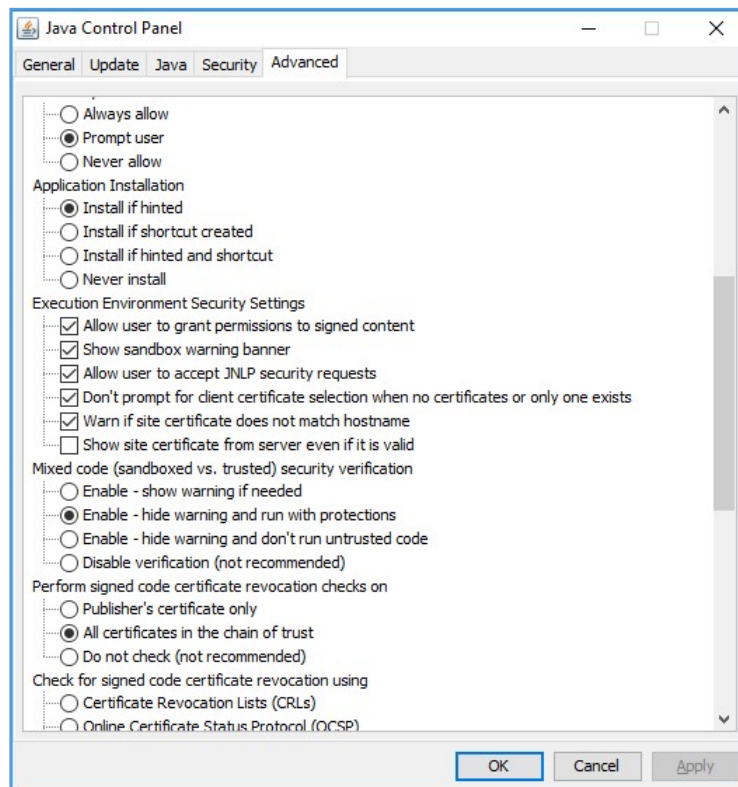 Java Control Panel
General Update Java Security Advanced
Always allow
Prompt user
Never allow
Application Installation
Install if hinted
Install if shortcut created
Install if hinted and shortcut
Never install
Execution Environment Security Settings
Allow user to grant permissions to signed content
Show sandbox warning banner
Allow user to accept JNLP security requests
Don't prompt for client certificate selection when no certificates or only one exists
Warn if site certificate does not match hostname
Show site certificate from server even if it is valid
Mixed code (sandboxed vs. trusted) security verification
Enable - show warning if needed
Enable - hide warning and run with protections
Enable - hide warning and don't run untrusted code
Disable verification (not recommended)
Perform signed code certificate revocation checks on
Publisher's certificate only
All certificates in the chain of trust
Do not check (not recommended)
Check for signed code certificate revocation using
Certificate Revocation Lists (CRLs)
Online Certificate Status Protocol (OCSP)
OK Cancel Apply